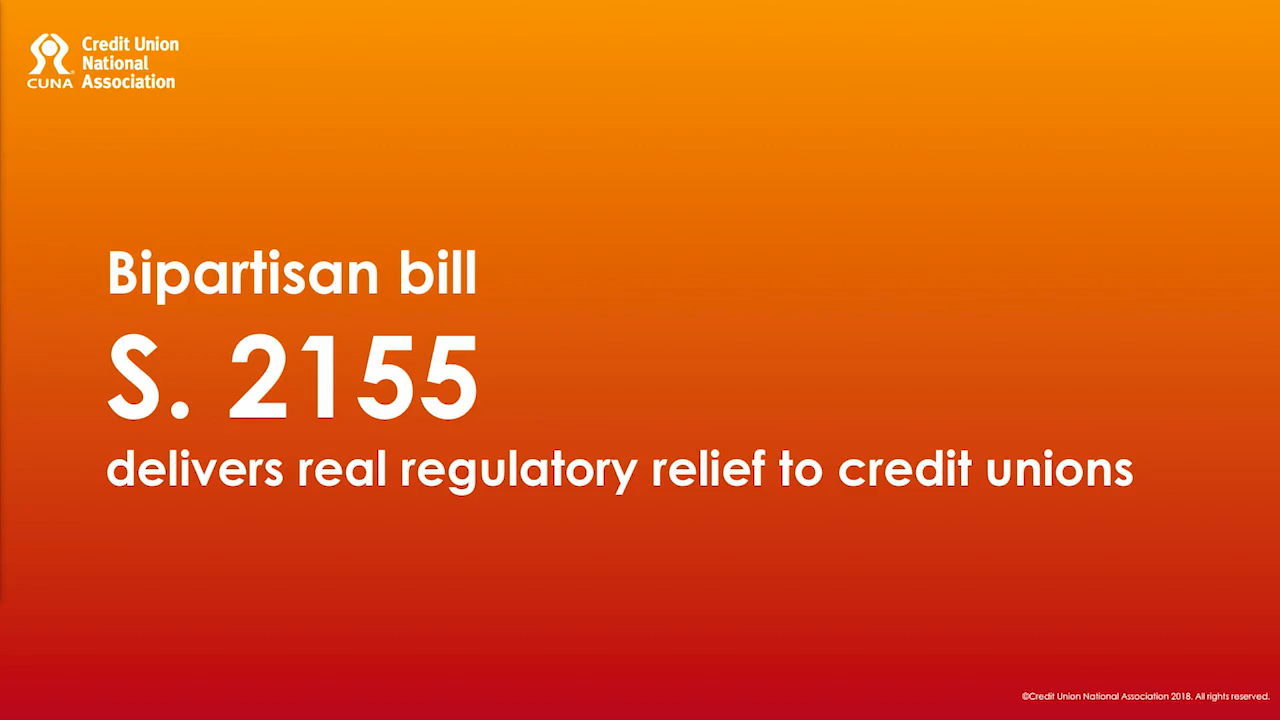 Credit Union
National
Association
CUNA
Bipartisan bill
S. 2155
delivers real regulatory relief to credit unions
©Credit Union National Association 2018. All rights reserved.